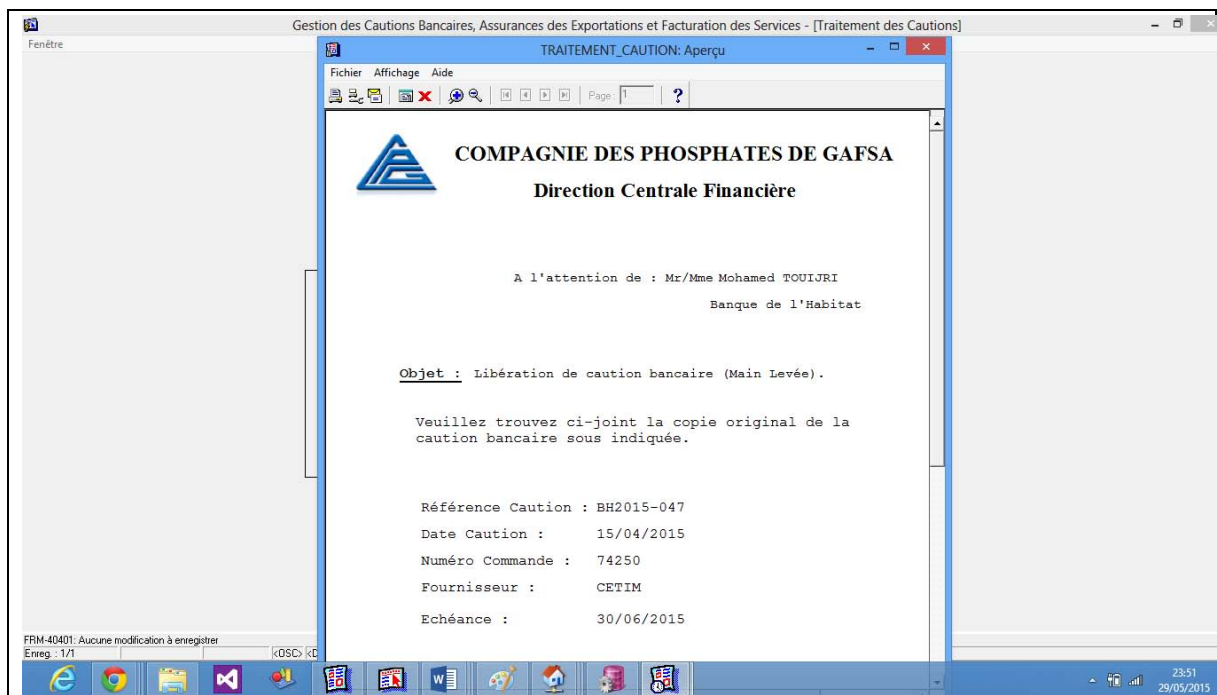 Gestion des Cautions Bancaires, Assurances des Exportations et Facturation des Services - [Traitement des Cautions]
Fenêtre
TRAITEMENT_CAUTION: Aperçu
Fichier Affichage Aide
Page: 1
COMPAGNIE DES PHOSPHATES DE GAFSA
Direction Centrale Financière
A l'attention de : Mr/Mme Mohamed TOUIJRI
Banque de l'Habitat
Objet : Libération de caution bancaire (Main Levée).
Veuillez trouvez ci-joint la copie original de la
caution bancaire sous indiquée.
Référence Caution : BH2015-047
Date Caution : 15/04/2015
Numéro Commande : 74250
Fournisseur : CETIM
Echéance : 30/06/2015
FRM-40401: Aucune modification à enregistrer
Enreg. : 1/1 <OSC> <D
23:51
29/05/2015